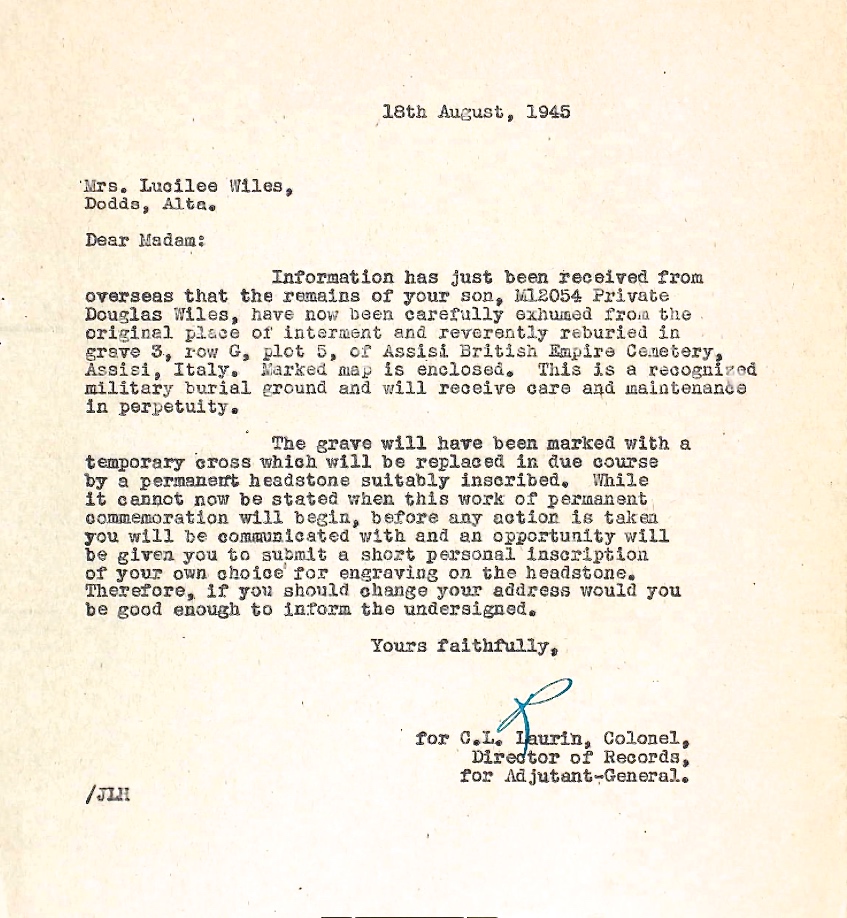 18th August, 1945
Mrs. Lucilee Wiles,
Dodds, Alta.
Dear Madam:
Information has just been received from
overseas that the remains of your son, M12054 Private
Douglas Wiles, have now been carefully exhumed from the
original place of interment and reverently reburied in
grave 3, row G, plot 5, of Assisi British Empire Cemetery,
Assisi, Italy. Marked map is enclosed. This is a recognized
military burial ground and will receive care and maintenance
in perpetuity.
The grave will have been marked with a
temporary cross which will be replaced in due course
by a permanent headstone suitably inscribed. While
it cannot now be stated when this work of permanent
commemoration will begin, before any action is taken
you will be communicated with and an opportunity will
be given you to submit a short personal inscription
of your own choice for engraving on the headstone.
Therefore, if you should change your address would you
be good enough to inform the undersigned.
Yours faithfully,
for C.L. Laurin, Colonel,
Director of Records,
for Adjutant-General.
/JLH